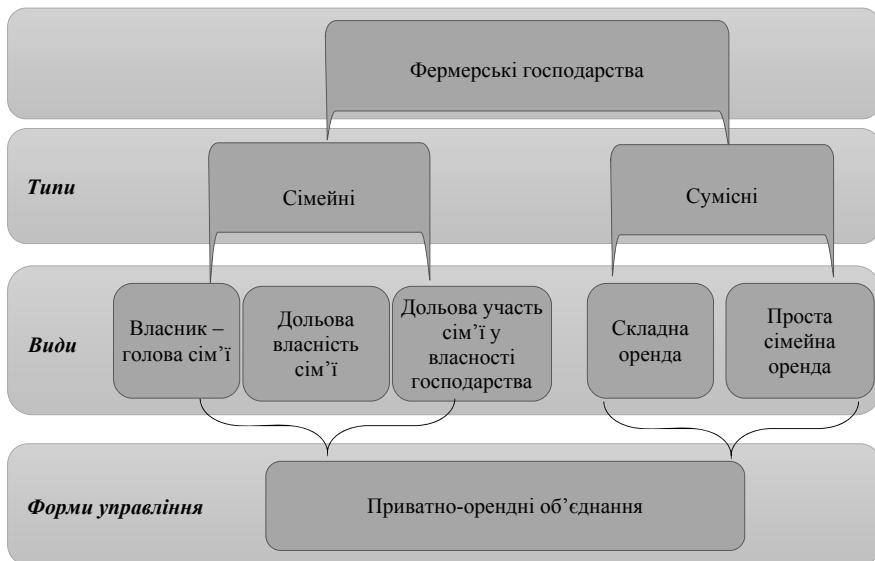 Фермерські господарства
Типи
Сімейні
Сумісні
Види
Власник –
голова сім’ї
Дольова
власність
сім’ї
Дольова участь
сім’ї у
власності
господарства
Складна
оренда
Проста
сімейна
оренда
Форми управління
Приватно-орендні об’єднання